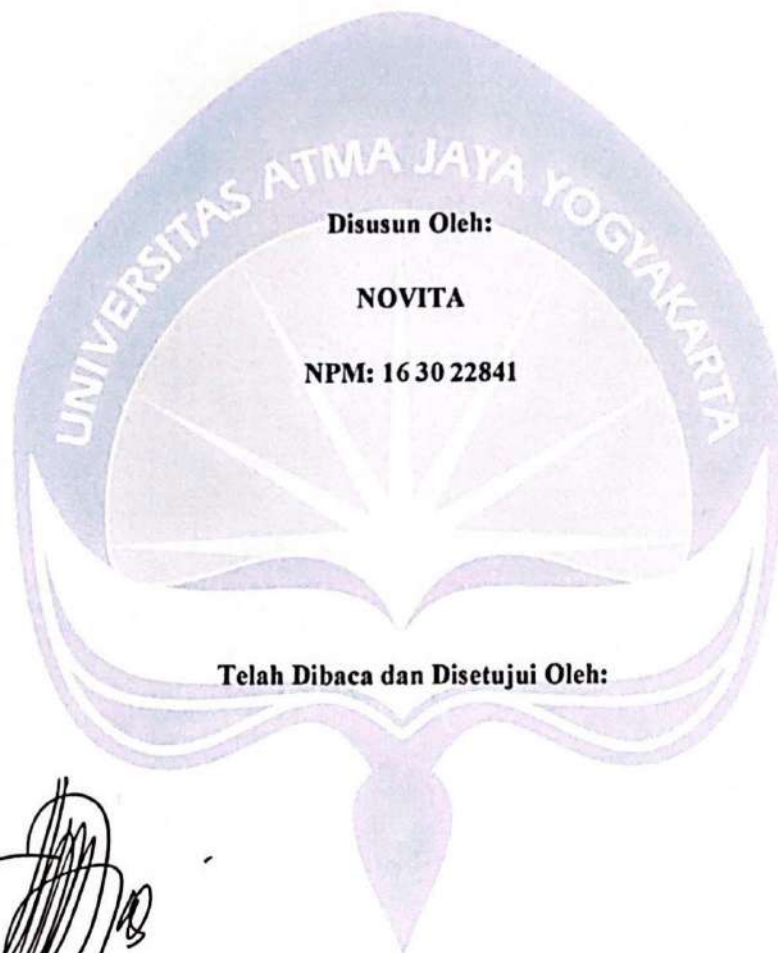 UNIVERSITAS ATMA JAYA YOGYAKARTA
Disusun Oleh:
NOVITA
NPM: 16 30 22841
Telah Dibaca dan Disetujui Oleh: